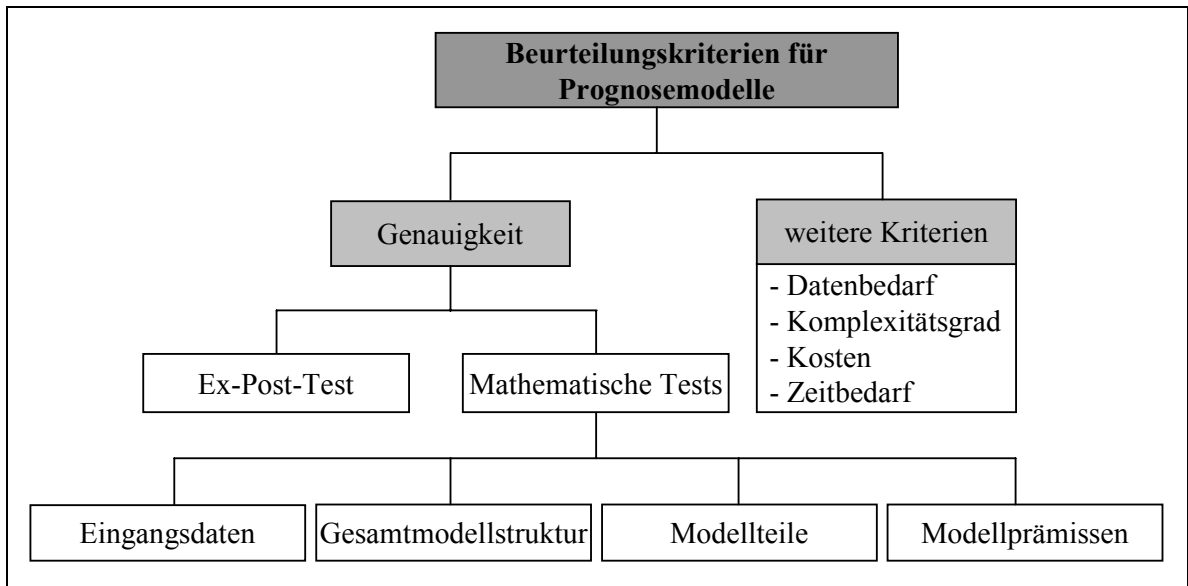 Beurteilungskriterien für
Prognosemodelle
Genauigkeit
weitere Kriterien
- Datenbedarf
- Komplexitätsgrad
- Kosten
- Zeitbedarf
Ex-Post-Test
Mathematische Tests
Eingangsdaten
Gesamtmodellstruktur
Modellteile
Modellprämissen